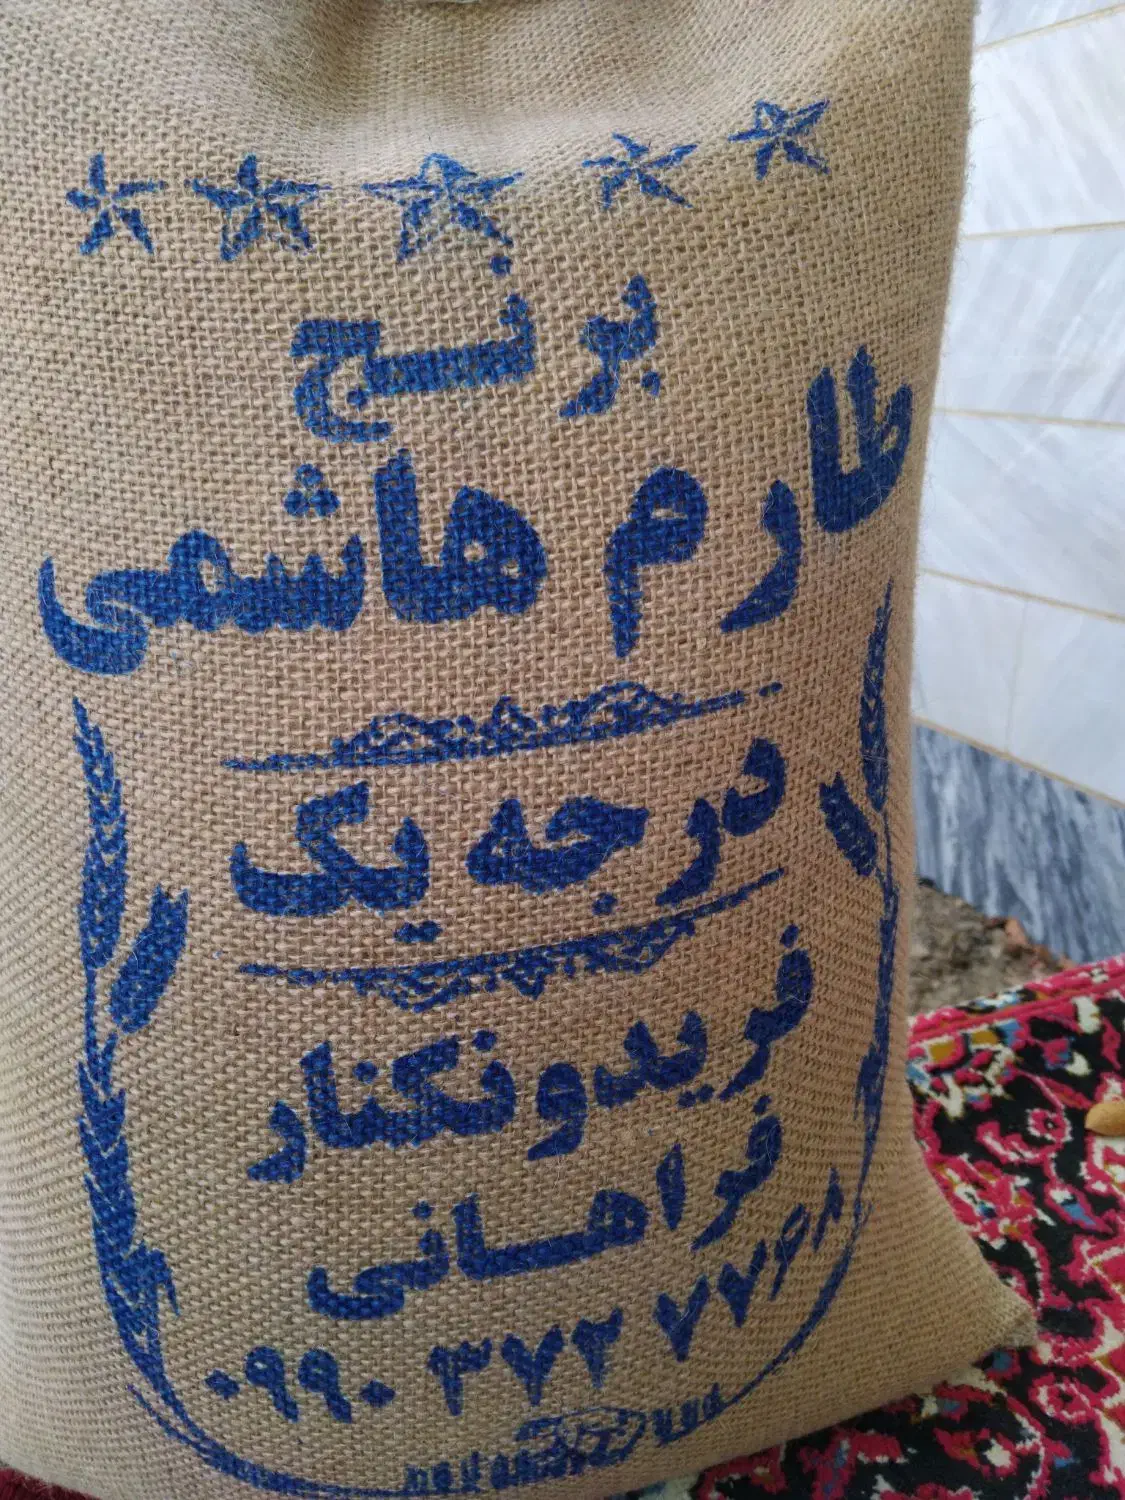 برنج
طارم هاشمی
درجه یک
فریدونکنار
فراهانی
۰۹۹۰ ۳۷۲ ۷۷۶۸